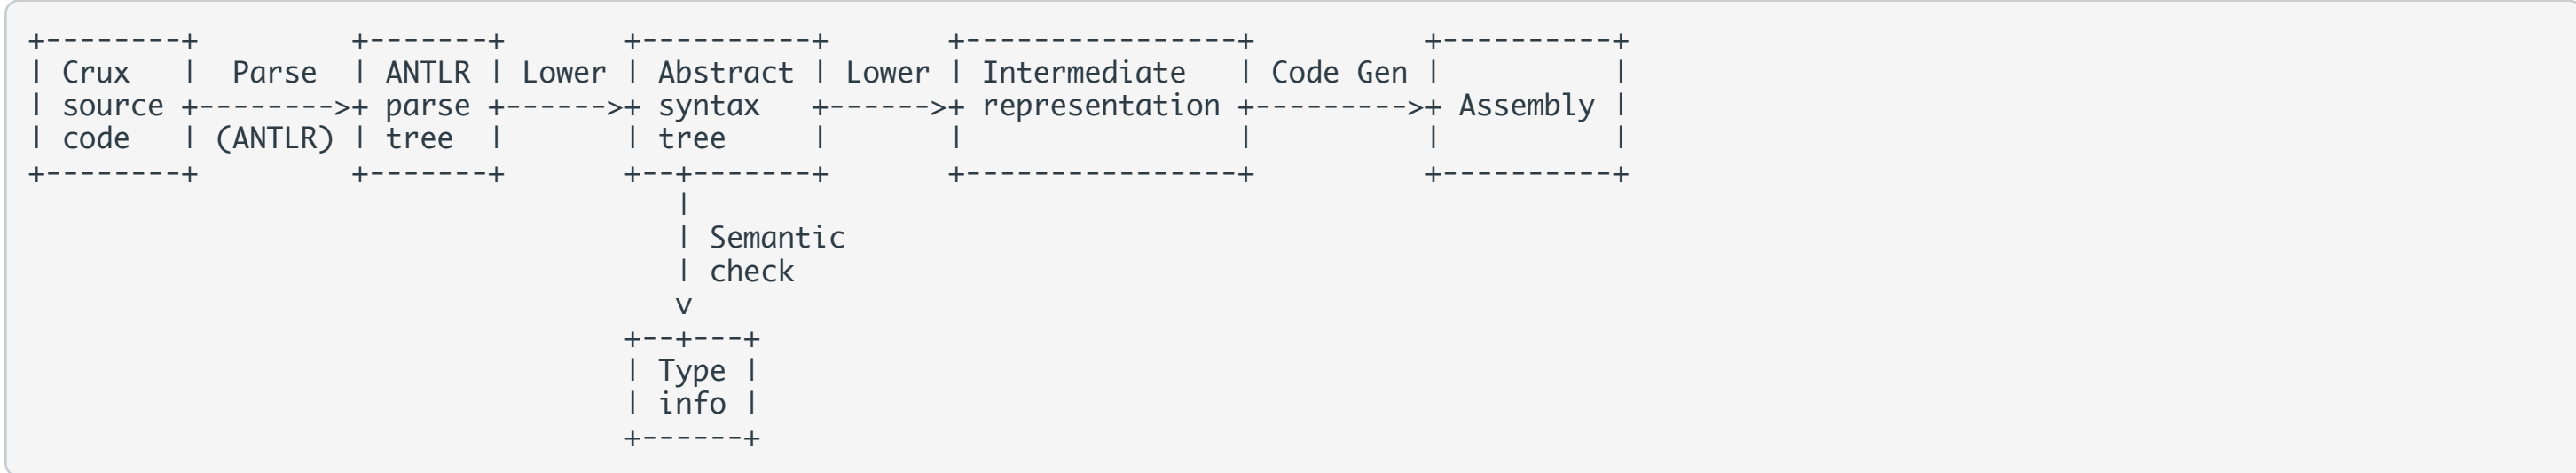 +--------+         +-------+       +----------+       +----------------+          +----------+
| Crux   |  Parse  | ANTLR | Lower | Abstract | Lower | Intermediate   | Code Gen |          |
| source +-------->+ parse +------>+ syntax   +------>+ representation +--------->+ Assembly |
| code   | (ANTLR) | tree  |       | tree     |       |                |          |          |
+--------+         +-------+       +--+-------+       +----------------+          +----------+
                                      |
                                      | Semantic
                                      | check
                                      v
                                   +--+---+
                                   | Type |
                                   | info |
                                   +------+